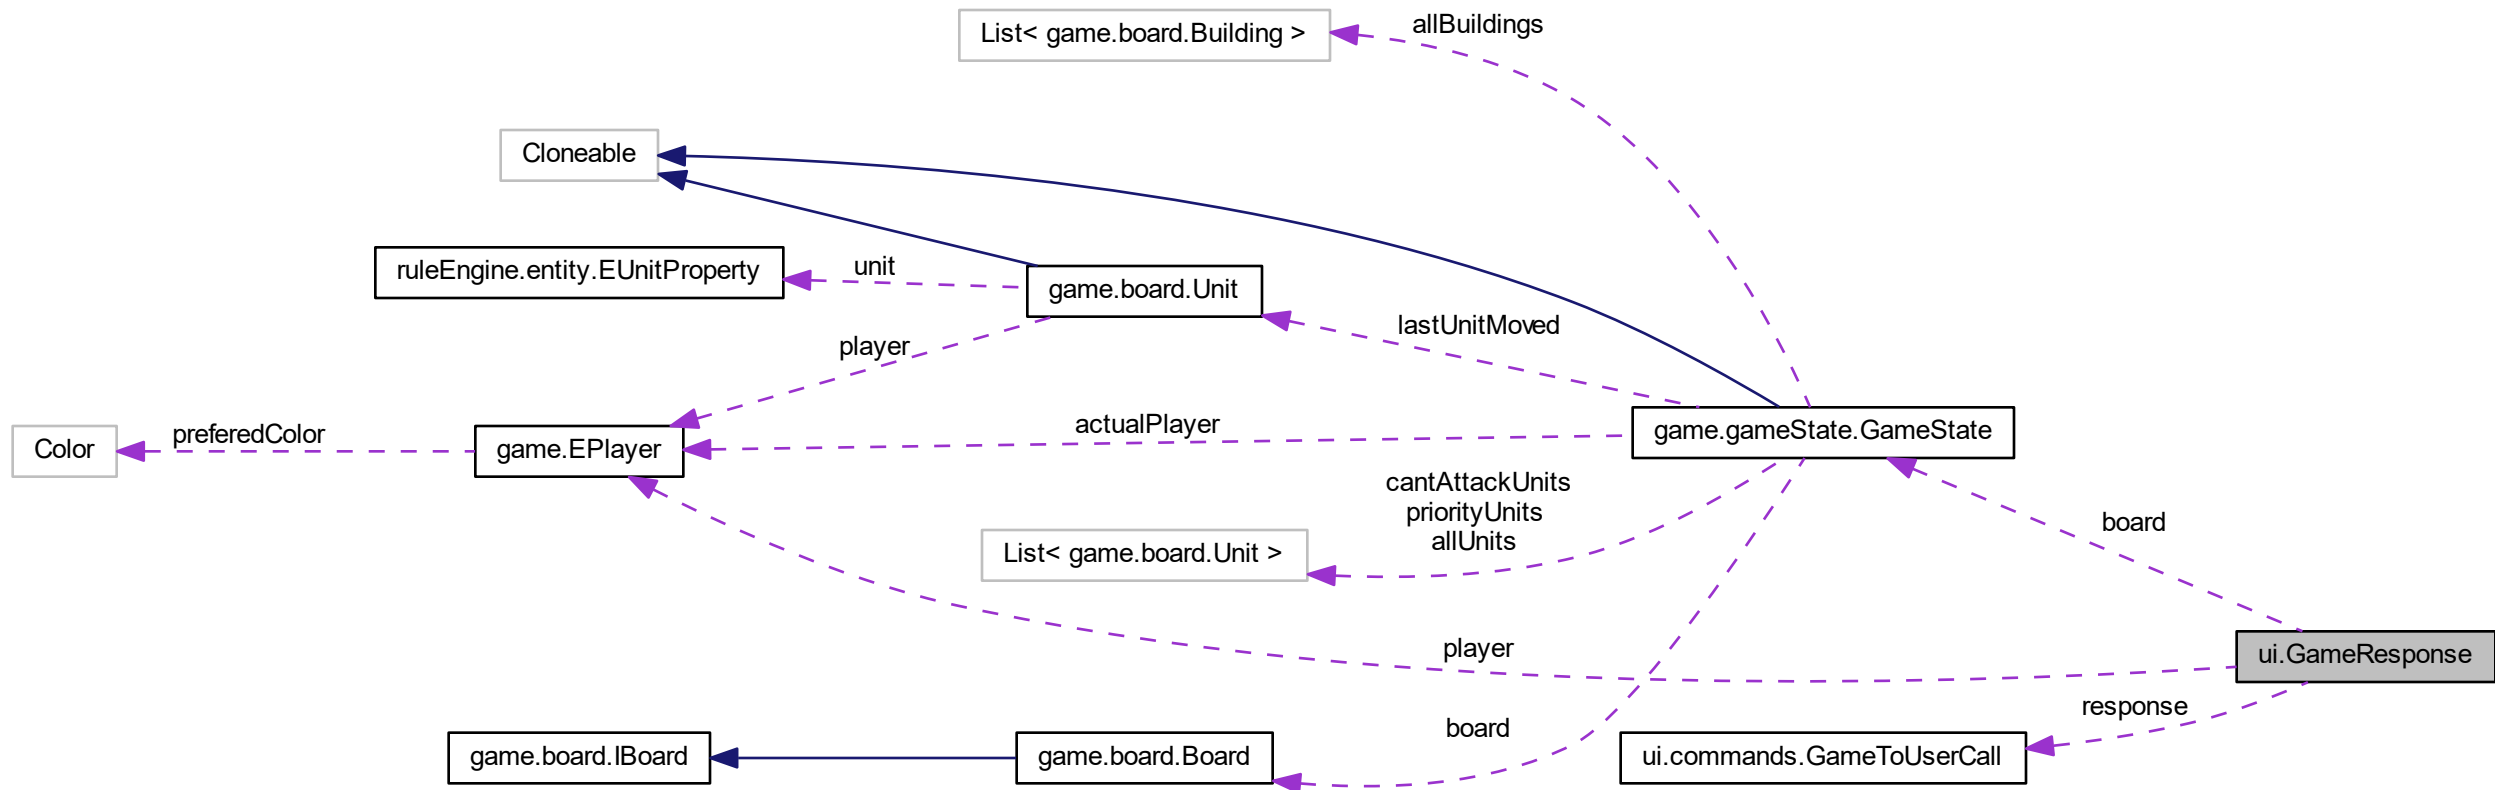 allBuildings
List< game.board.Building >
Cloneable
ruleEngine.entity.EUnitProperty
unit
game.board.Unit
lastUnitMoved
player
actualPlayer
game.gameState.GameState
preferedColor
Color
game.EPlayer
cantAttackUnits
priorityUnits
allUnits
List< game.board.Unit >
board
player
ui.GameResponse
response
board
game.board.IBoard
game.board.Board
ui.commands.GameToUserCall